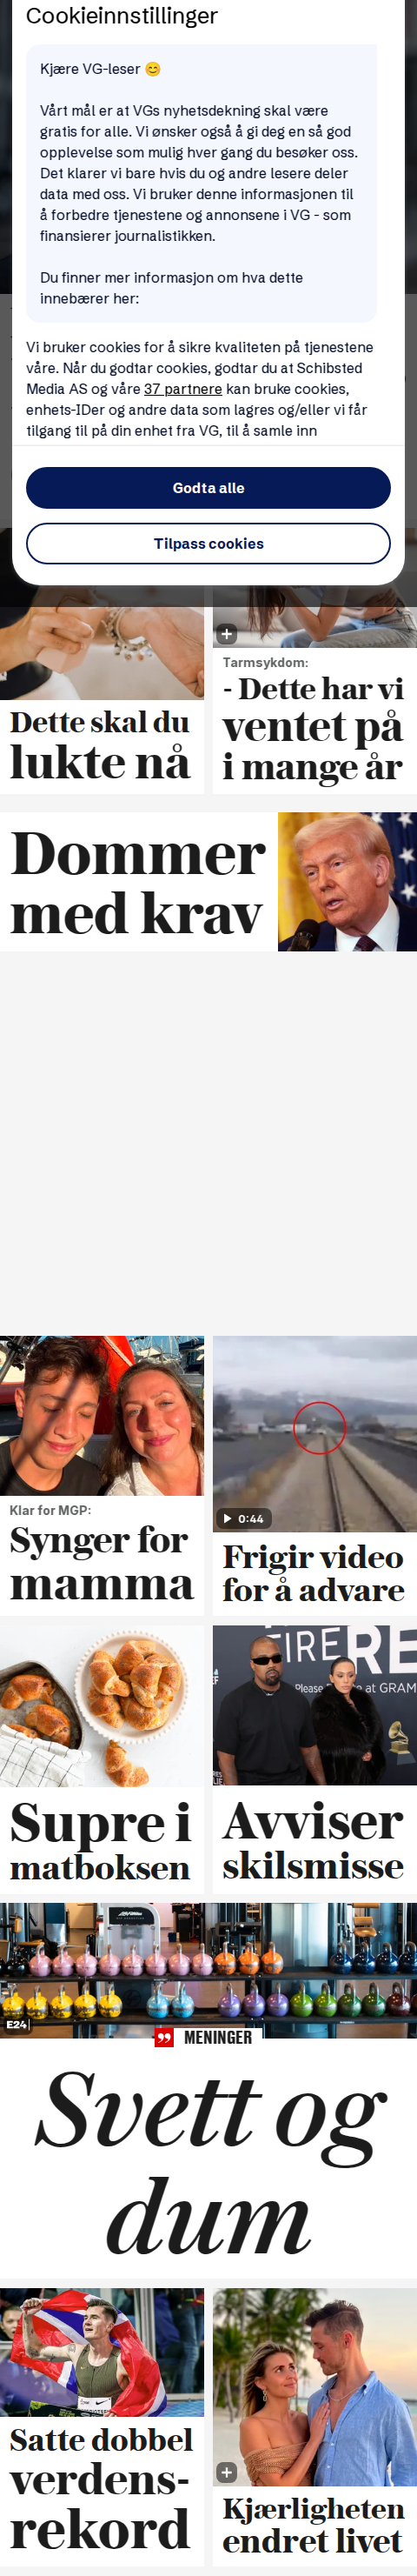 Cookieinnstillinger
Kjære VG-leser 😊
Vårt mål er at VGs nyhetsdekning skal være
gratis for alle. Vi ønsker også å gi deg en så god
opplevelse som mulig hver gang du besøker oss.
Det klarer vi bare hvis du og andre lesere deler
data med oss. Vi bruker denne informasjonen til
å forbedre tjenestene og annonsene i VG - som
finansierer journalistikken.
Du finner mer informasjon om hva dette
innebærer her:
Vi bruker cookies for å sikre kvaliteten på tjenestene
våre. Når du godtar cookies, godtar du at Schibsted
Media AS og våre 37 partnere kan bruke cookies,
enhets-IDer og andre data som lagres og/eller vi får
tilgang til på din enhet fra VG, til å samle inn
Godta alle
Tilpass cookies
Dette skal du
lukte nå
Tarmsykdom:
- Dette har vi
ventet på
i mange år
Dommer
med krav
Klar for MGP:
Synger for
mamma
0:44
Frigir video
for å advare
Supre i
matboksen
FIRE RE
Please at GRAM
Avviser
skilsmisse
E24
MENINGER
Svett og
dum
Satte dobbel
verdens-
rekord
Kjærligheten
endret livet